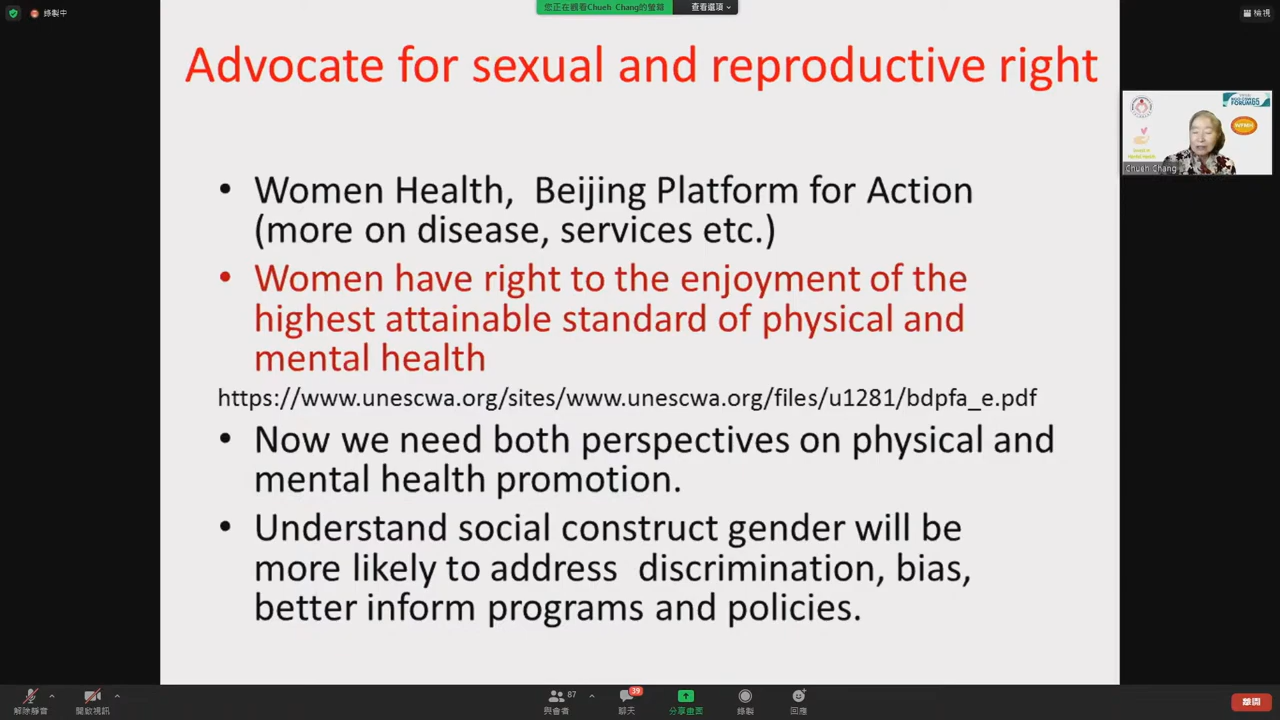 錄製中
您正在觀看Chueh Chang的螢幕
查看選項
檢視
Advocate for sexual and reproductive right
• Women Health,  Beijing Platform for Action
(more on disease, services etc.)
• Women have right to the enjoyment of the
highest attainable standard of physical and
mental health
https://www.unescwa.org/sites/www.unescwa.org/files/u1281/bdpfa_e.pdf
• Now we need both perspectives on physical and
mental health promotion.
• Understand social construct gender will be
more likely to address  discrimination, bias,
better inform programs and policies.
FORUM65
WFMH
Chueh Chang
解除靜音
開啟視訊
87
與會者
39
聊天
分享畫面
錄製
回應
離開